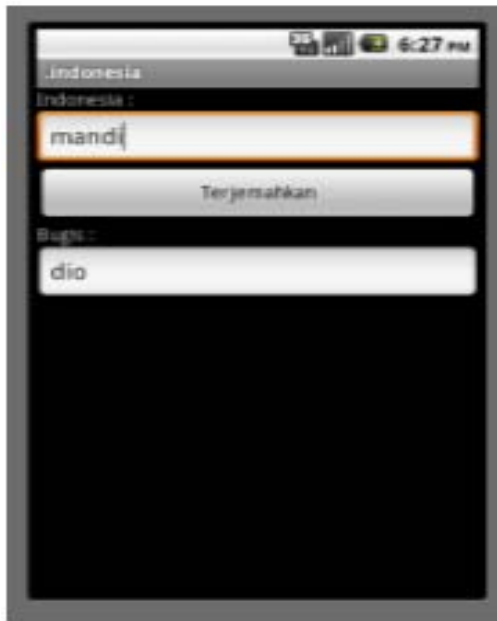 6:27 PM
.indonesia
Indonesia :
mandi
Terjemahkan
Bugis :
dio